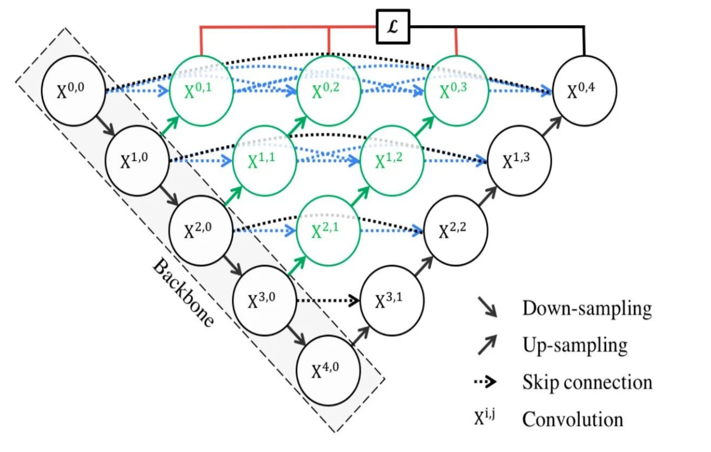 ℒ
X^0,0
X^0,1
X^0,2
X^0,3
X^0,4
X^1,0
X^1,1
X^1,2
X^1,3
X^2,0
X^2,1
X^2,2
Backbone
X^3,0
X^3,1
X^4,0
Down-sampling
Up-sampling
Skip connection
X^i,j Convolution